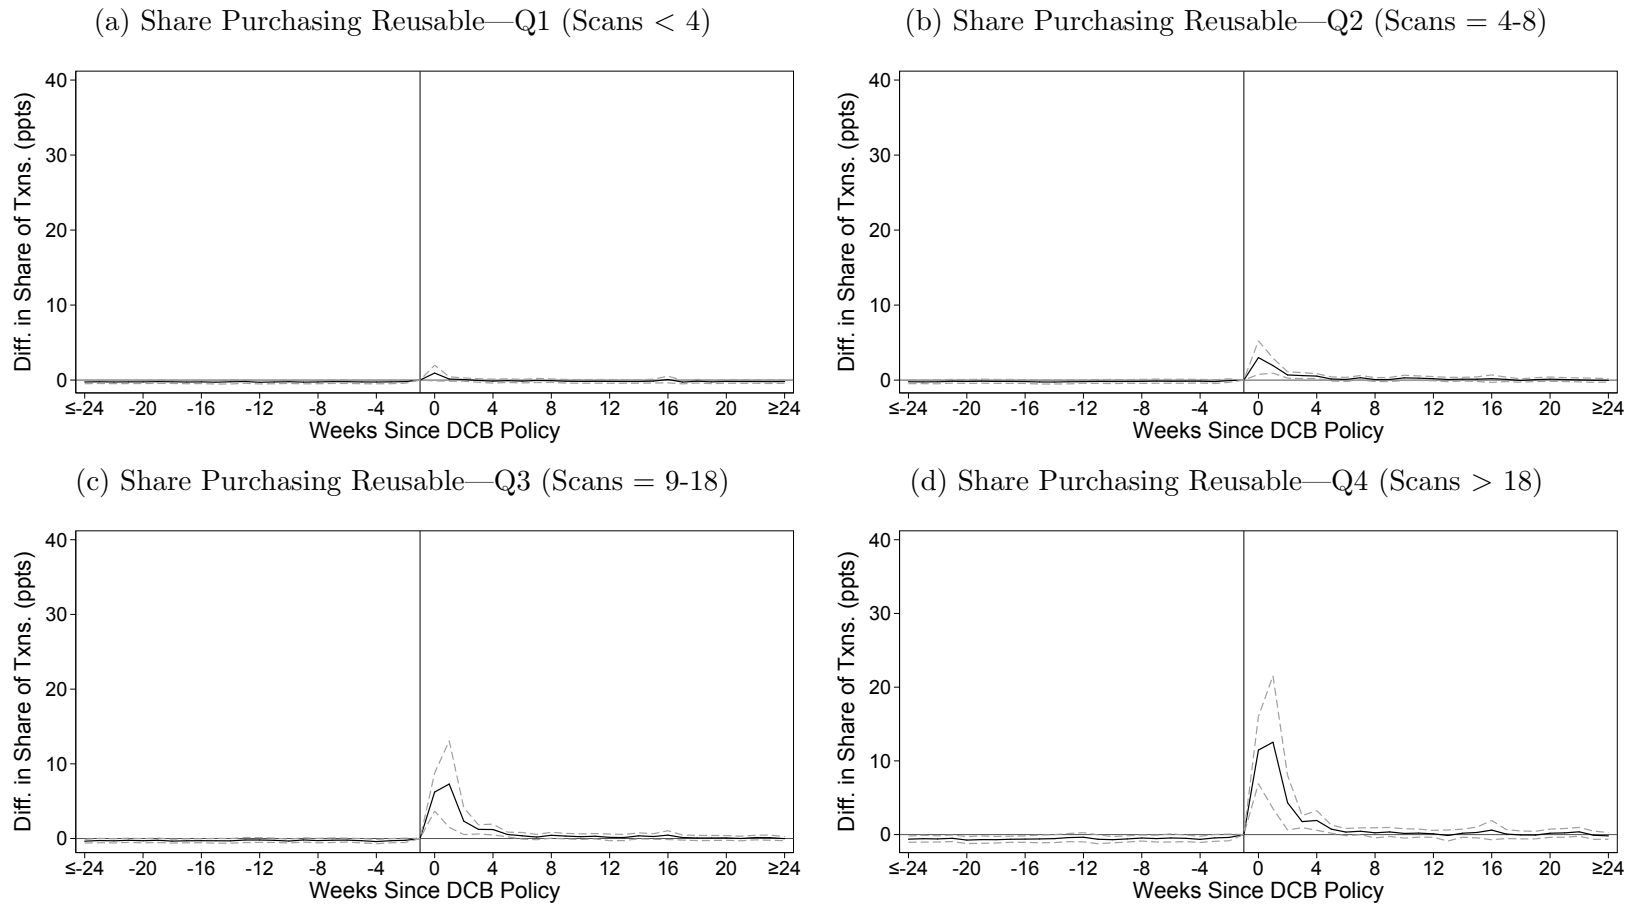 (a) Share Purchasing Reusable—Q1 (Scans < 4)
Diff. in Share of Txns. (ppts)
40
30
20
10
0
≤-24 -20 -16 -12 -8 -4 0 4 8 12 16 20 ≥24
Weeks Since DCB Policy
(b) Share Purchasing Reusable—Q2 (Scans = 4-8)
Diff. in Share of Txns. (ppts)
40
30
20
10
0
≤-24 -20 -16 -12 -8 -4 0 4 8 12 16 20 ≥24
Weeks Since DCB Policy
(c) Share Purchasing Reusable—Q3 (Scans = 9-18)
Diff. in Share of Txns. (ppts)
40
30
20
10
0
≤-24 -20 -16 -12 -8 -4 0 4 8 12 16 20 ≥24
Weeks Since DCB Policy
(d) Share Purchasing Reusable—Q4 (Scans > 18)
Diff. in Share of Txns. (ppts)
40
30
20
10
0
≤-24 -20 -16 -12 -8 -4 0 4 8 12 16 20 ≥24
Weeks Since DCB Policy